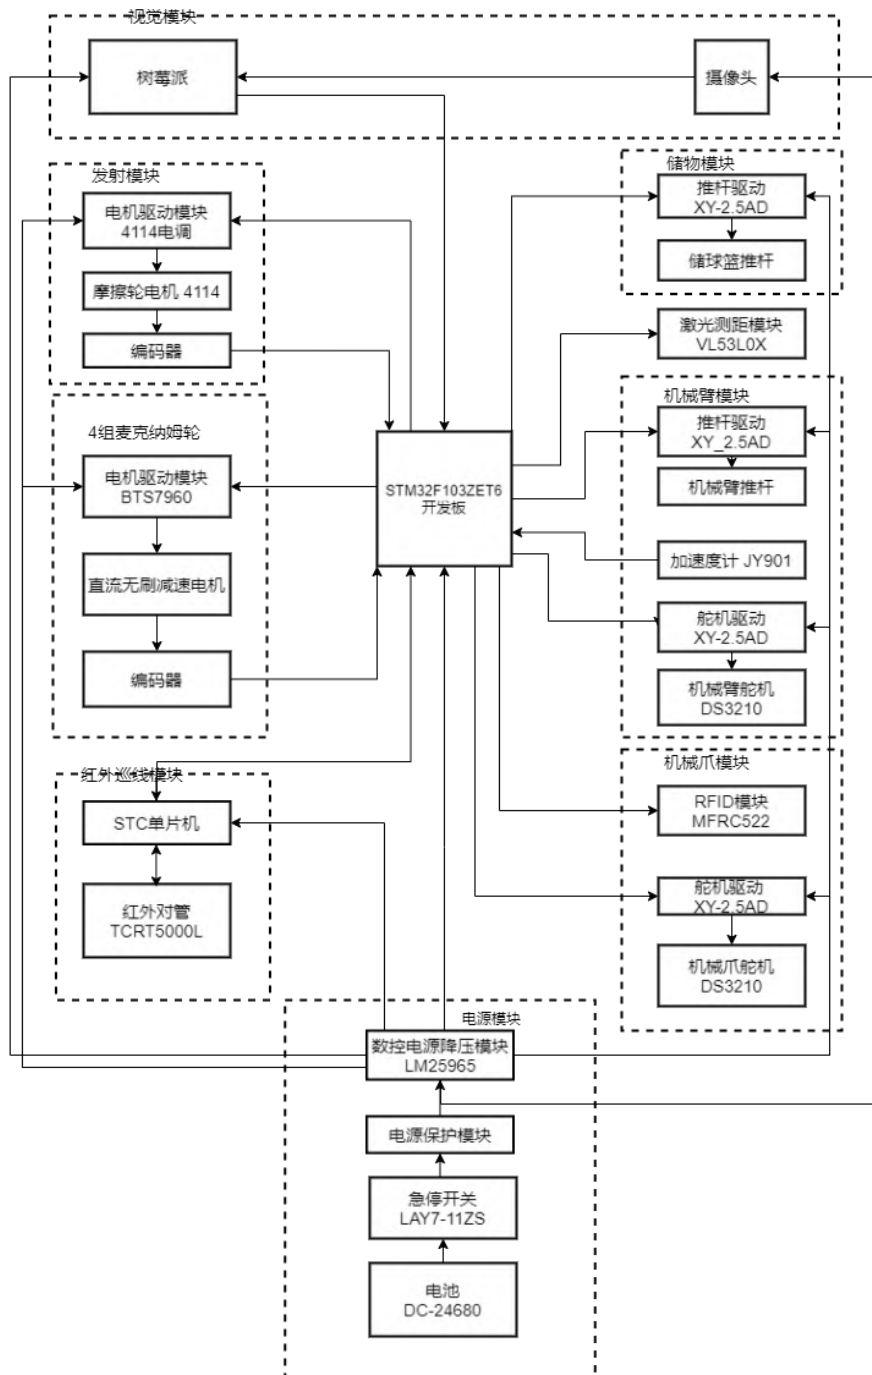 视觉模块
树莓派
摄像头
发射模块
电机驱动模块
4114电调
摩擦轮电机 4114
编码器
储物模块
推杆驱动
XY-2.5AD
储球篮推杆
激光测距模块
VL53L0X
4组麦克纳姆轮
电机驱动模块
BTS7960
直流无刷减速电机
编码器
STM32F103ZET6
开发板
机械臂模块
推杆驱动
XY_2.5AD
机械臂推杆
加速度计 JY901
舵机驱动
XY-2.5AD
机械臂舵机
DS3210
红外巡线模块
STC单片机
红外对管
TCRT5000L
机械爪模块
RFID模块
MFRC522
舵机驱动
XY-2.5AD
机械爪舵机
DS3210
电源模块
数控电源降压模块
LM25965
电源保护模块
急停开关
LAY7-11ZS
电池
DC-24680